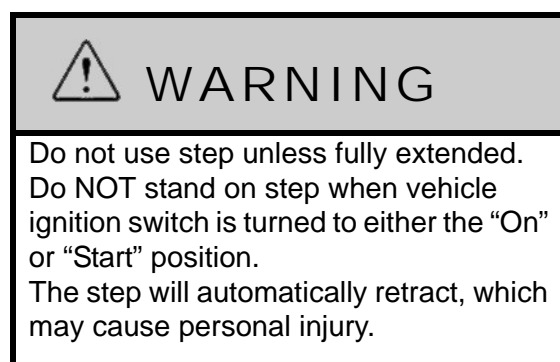 WARNING
Do not use step unless fully extended.
Do NOT stand on step when vehicle
ignition switch is turned to either the “On”
or “Start” position.
The step will automatically retract, which
may cause personal injury.